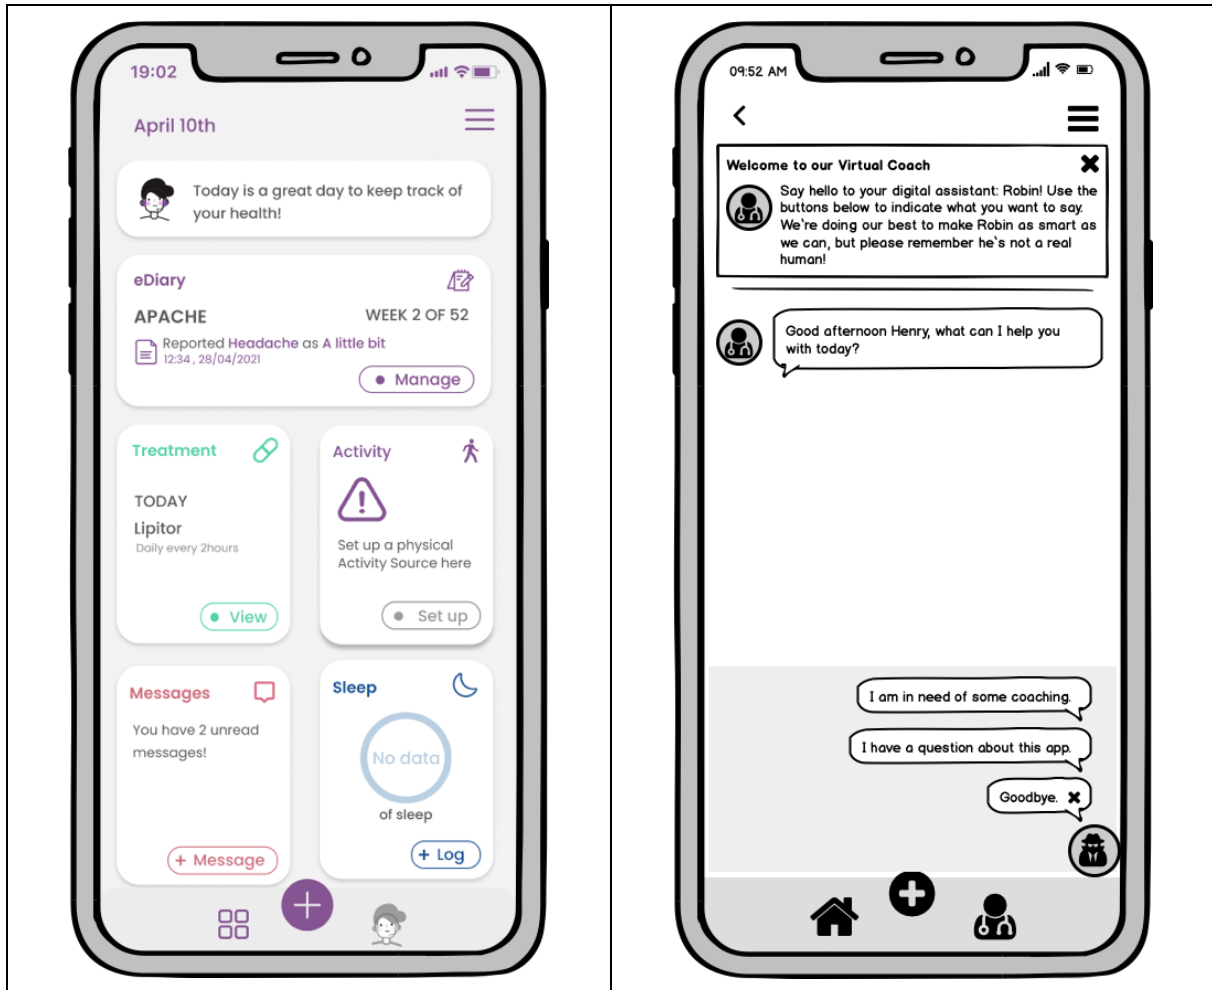 19:02
April 10th
Today is a great day to keep track of
your health!
eDiary
APACHE
WEEK 2 OF 52
Reported Headache as A little bit
12:34 , 28/04/2021
Manage
Treatment
TODAY
Lipitor
Daily every 2hours
View
Activity
Set up a physical
Activity Source here
Set up
Messages
You have 2 unread
messages!
+ Message
Sleep
No data
of sleep
+ Log
09:52 AM
Welcome to our Virtual Coach
Say hello to your digital assistant: Robin! Use the
buttons below to indicate what you want to say.
We're doing our best to make Robin as smart as
we can, but please remember he's not a real
human!
Good afternoon Henry, what can I help you
with today?
I am in need of some coaching.
I have a question about this app.
Goodbye.